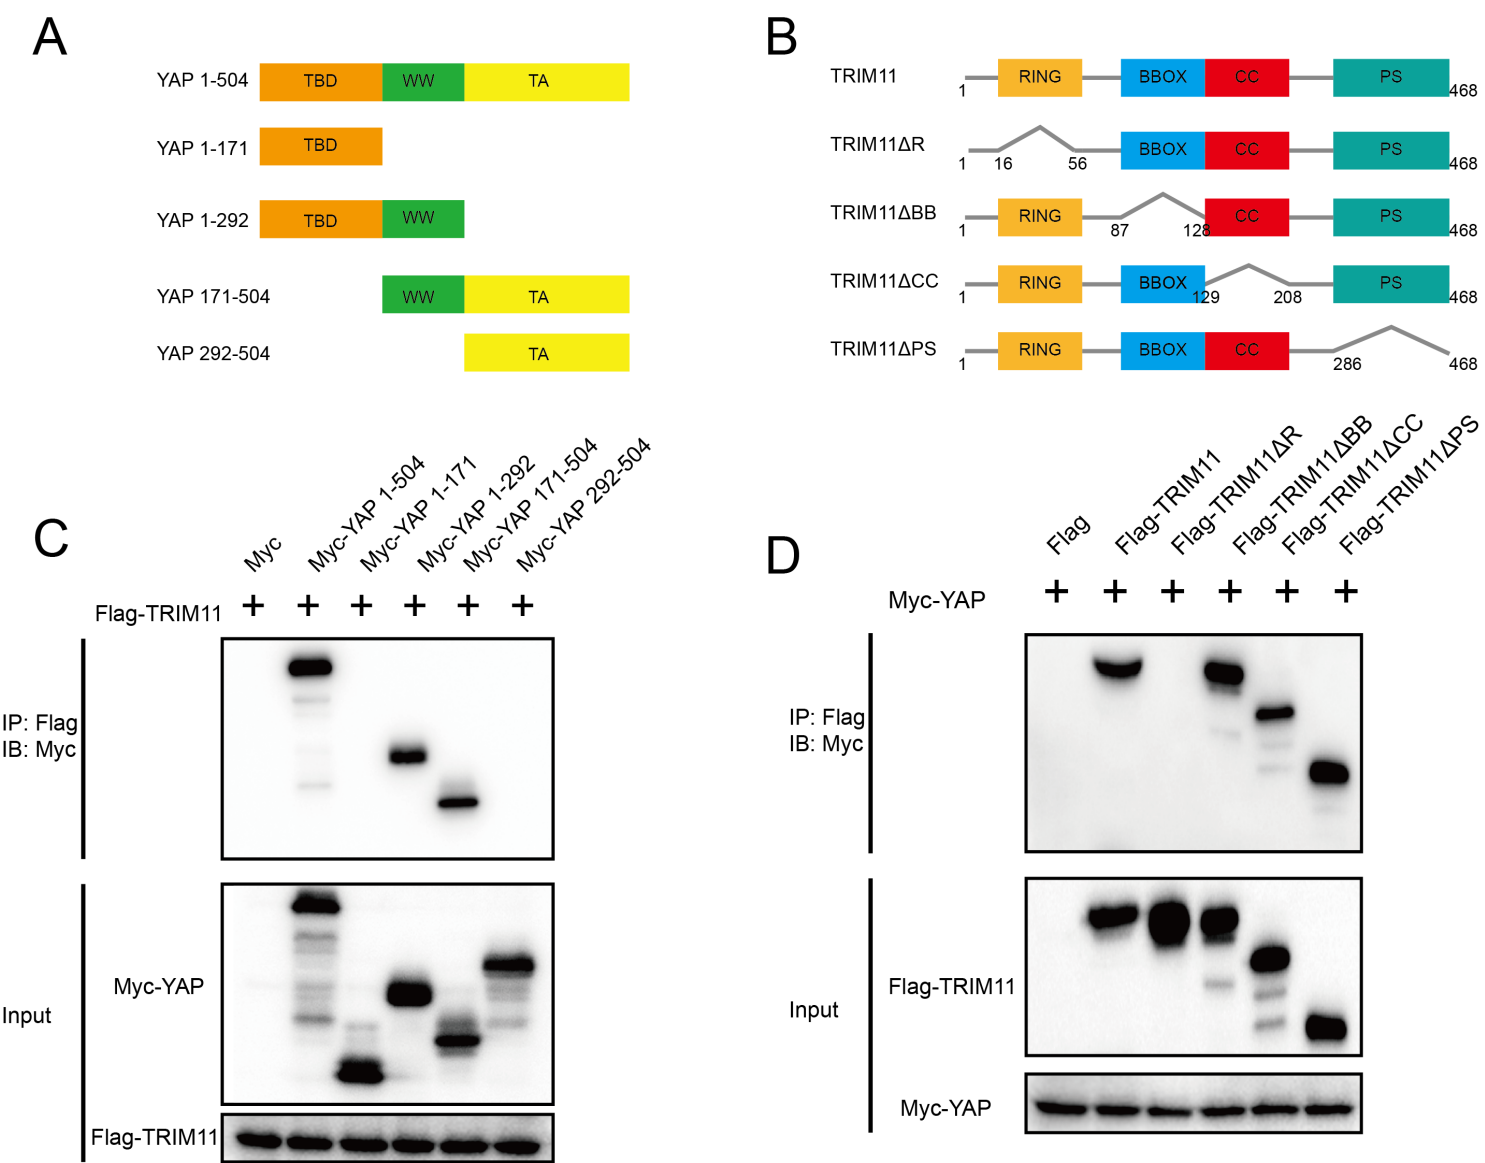 A
YAP 1-504
TBD
WW
TA
YAP 1-171
TBD
YAP 1-292
TBD
WW
YAP 171-504
WW
TA
YAP 292-504
TA
B
TRIM11
1
RING
BBOX
CC
PS
468
TRIM11ΔR
1
16
56
BBOX
CC
PS
468
TRIM11ΔBB
1
RING
87
128
CC
PS
468
TRIM11ΔCC
1
RING
BBOX
129
208
PS
468
TRIM11ΔPS
1
RING
BBOX
CC
286
468
C
Myc
Myc-YAP 1-504
Myc-YAP 1-171
Myc-YAP 1-292
Myc-YAP 171-504
Myc-YAP 292-504
Flag-TRIM11
+ + + + + +
IP: Flag
IB: Myc
Input
Myc-YAP
Flag-TRIM11
D
Flag
Flag-TRIM11
Flag-TRIM11ΔR
Flag-TRIM11ΔBB
Flag-TRIM11ΔCC
Flag-TRIM11ΔPS
Myc-YAP
+ + + + + +
IP: Flag
IB: Myc
Input
Flag-TRIM11
Myc-YAP